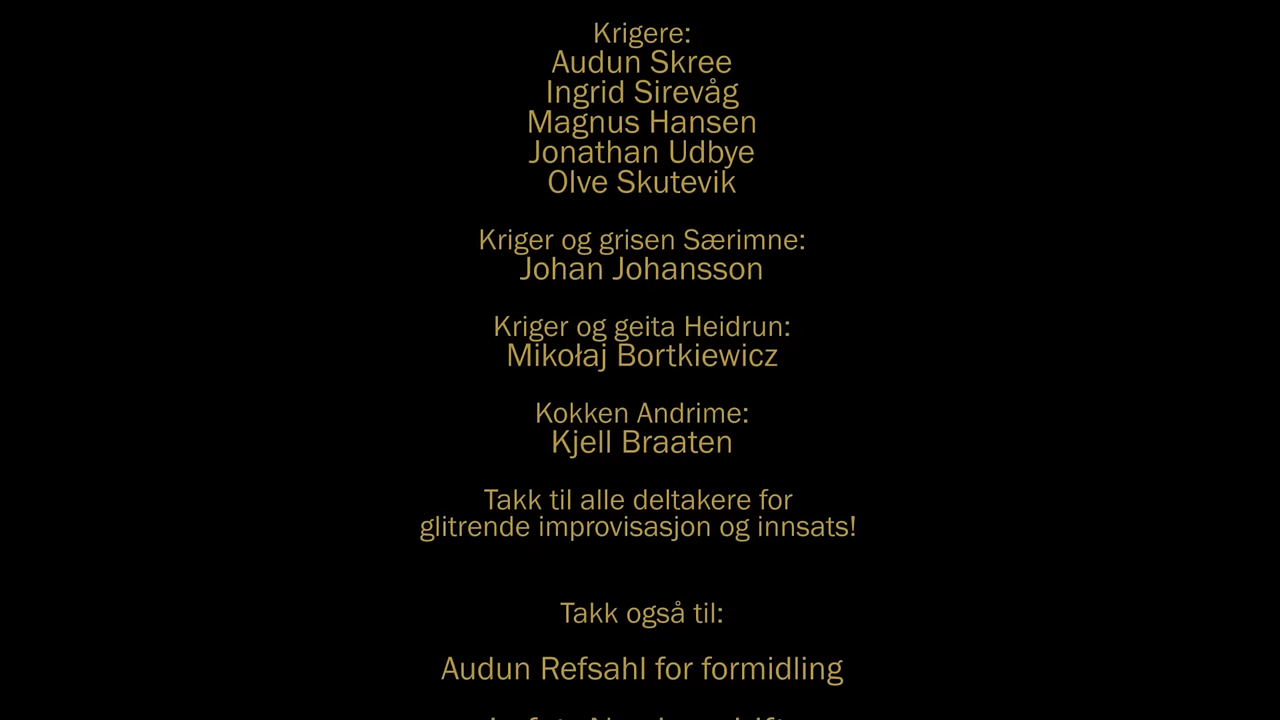 Krigere:
Audun Skree
Ingrid Sirevåg
Magnus Hansen
Jonathan Udbye
Olve Skutevik
Kriger og grisen Særimne:
Johan Johansson
Kriger og geita Heidrun:
Mikołaj Bortkiewicz
Kokken Andrime:
Kjell Braaten
Takk til alle deltakere for
glitrende improvisasjon og innsats!
Takk også til:
Audun Refsahl for formidling